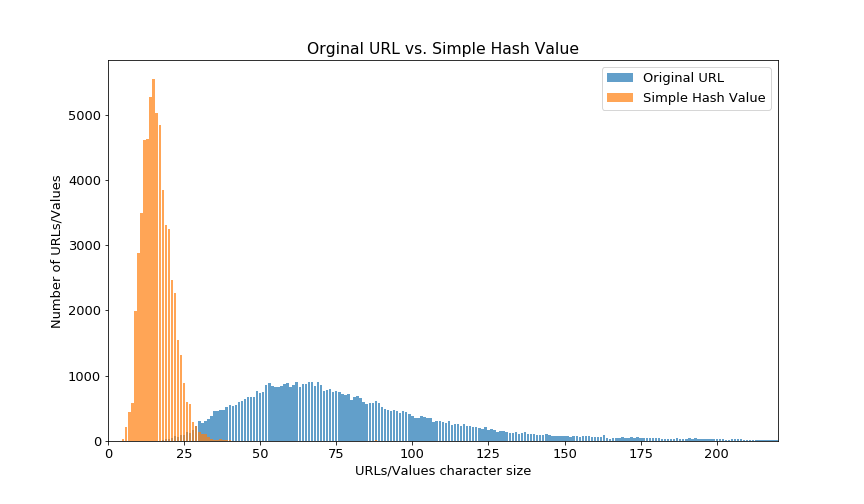 Orginal URL vs. Simple Hash Value
Original URL
Simple Hash Value
Number of URLs/Values
5000
4000
3000
2000
1000
0
0 25 50 75 100 125 150 175 200
URLs/Values character size